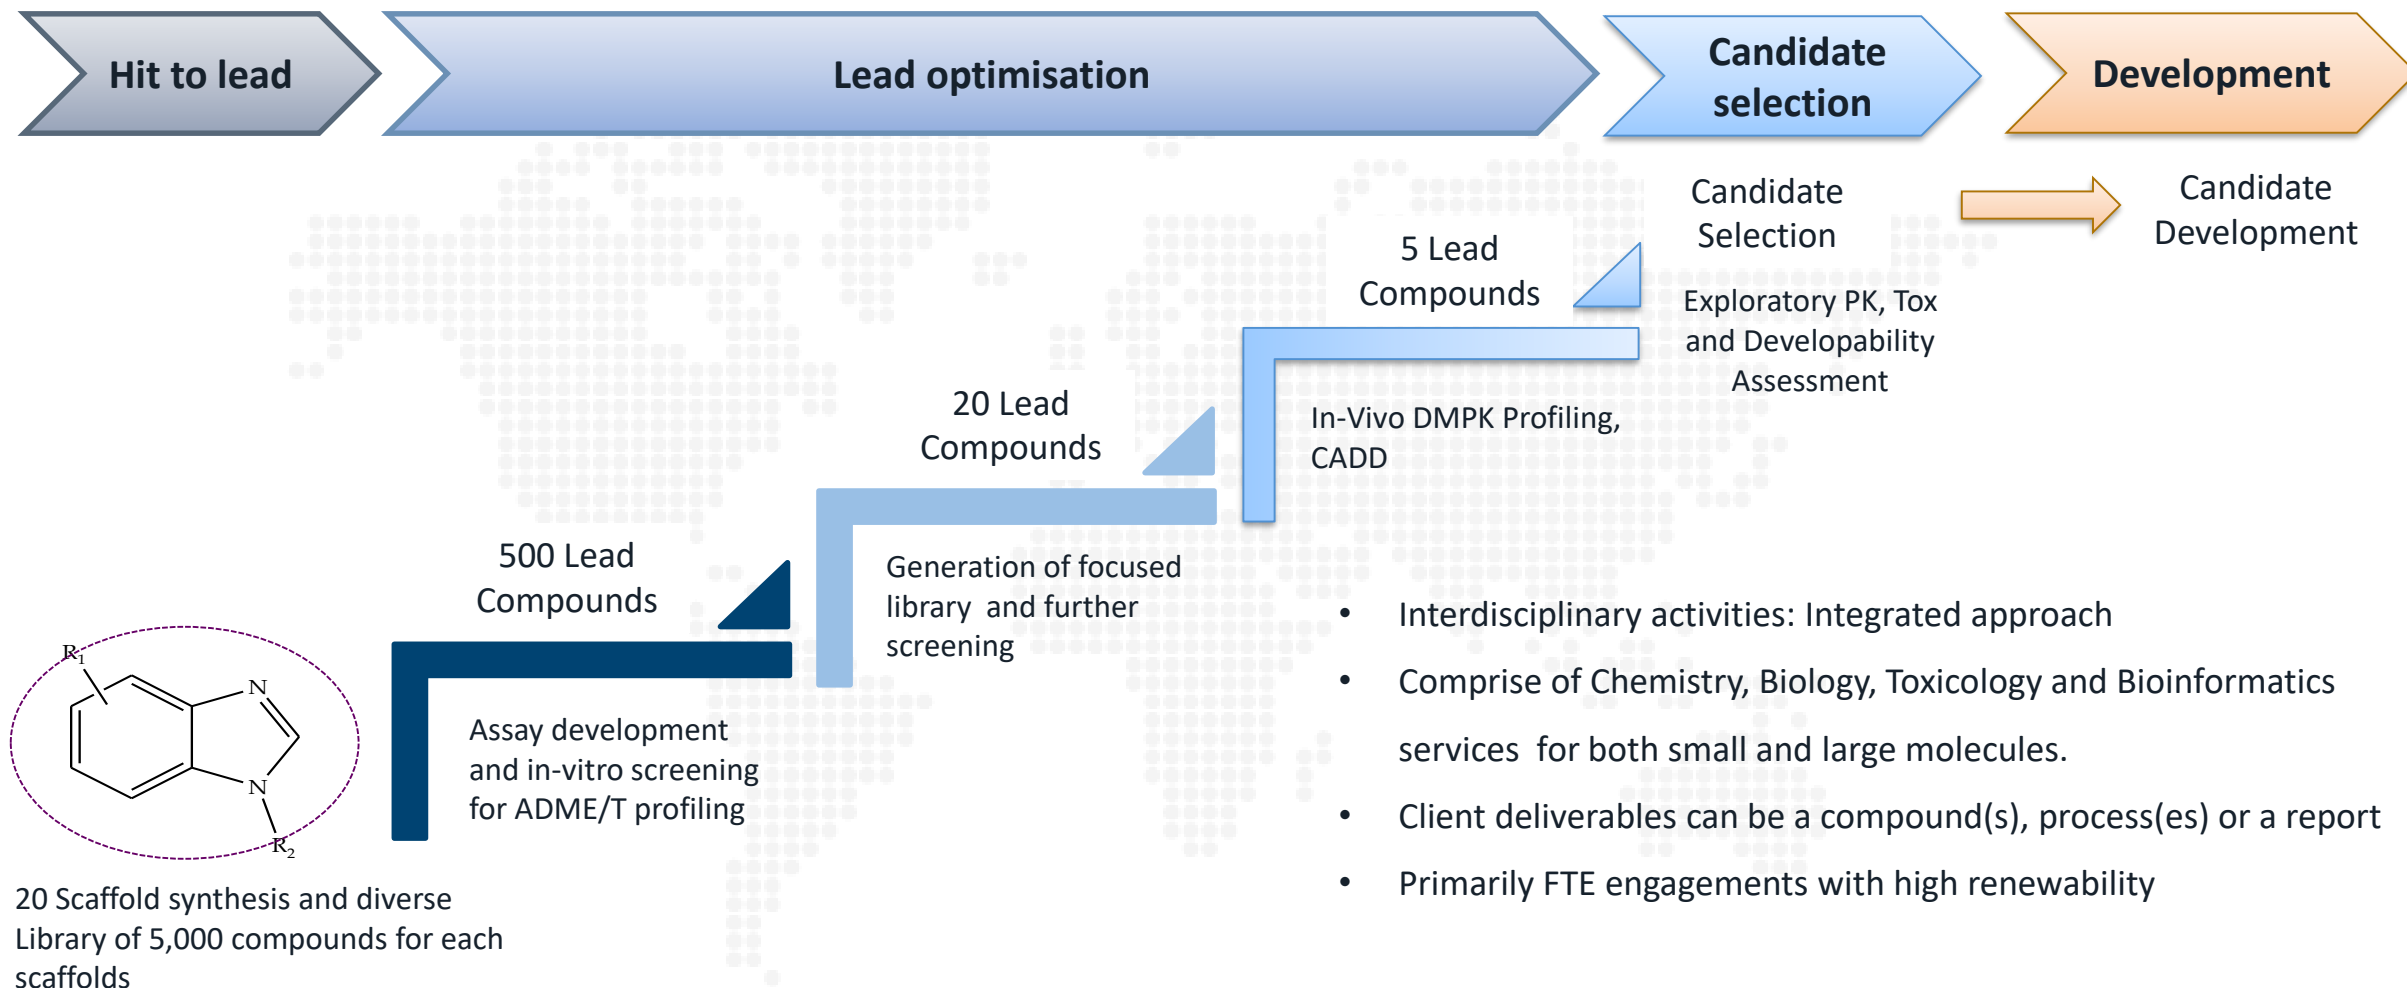 Hit to lead
Lead optimisation
Candidate
selection
Development
Candidate
Selection
Candidate
Development
Exploratory PK, Tox
and Developability
Assessment
5 Lead
Compounds
In-Vivo DMPK Profiling,
CADD
20 Lead
Compounds
Generation of focused
library  and further
screening
500 Lead
Compounds
Assay development
and in-vitro screening
for ADME/T profiling
R1
N
N
R2
20 Scaffold synthesis and diverse
Library of 5,000 compounds for each
scaffolds
• Interdisciplinary activities: Integrated approach
• Comprise of Chemistry, Biology, Toxicology and Bioinformatics
services  for both small and large molecules.
• Client deliverables can be a compound(s), process(es) or a report
• Primarily FTE engagements with high renewability